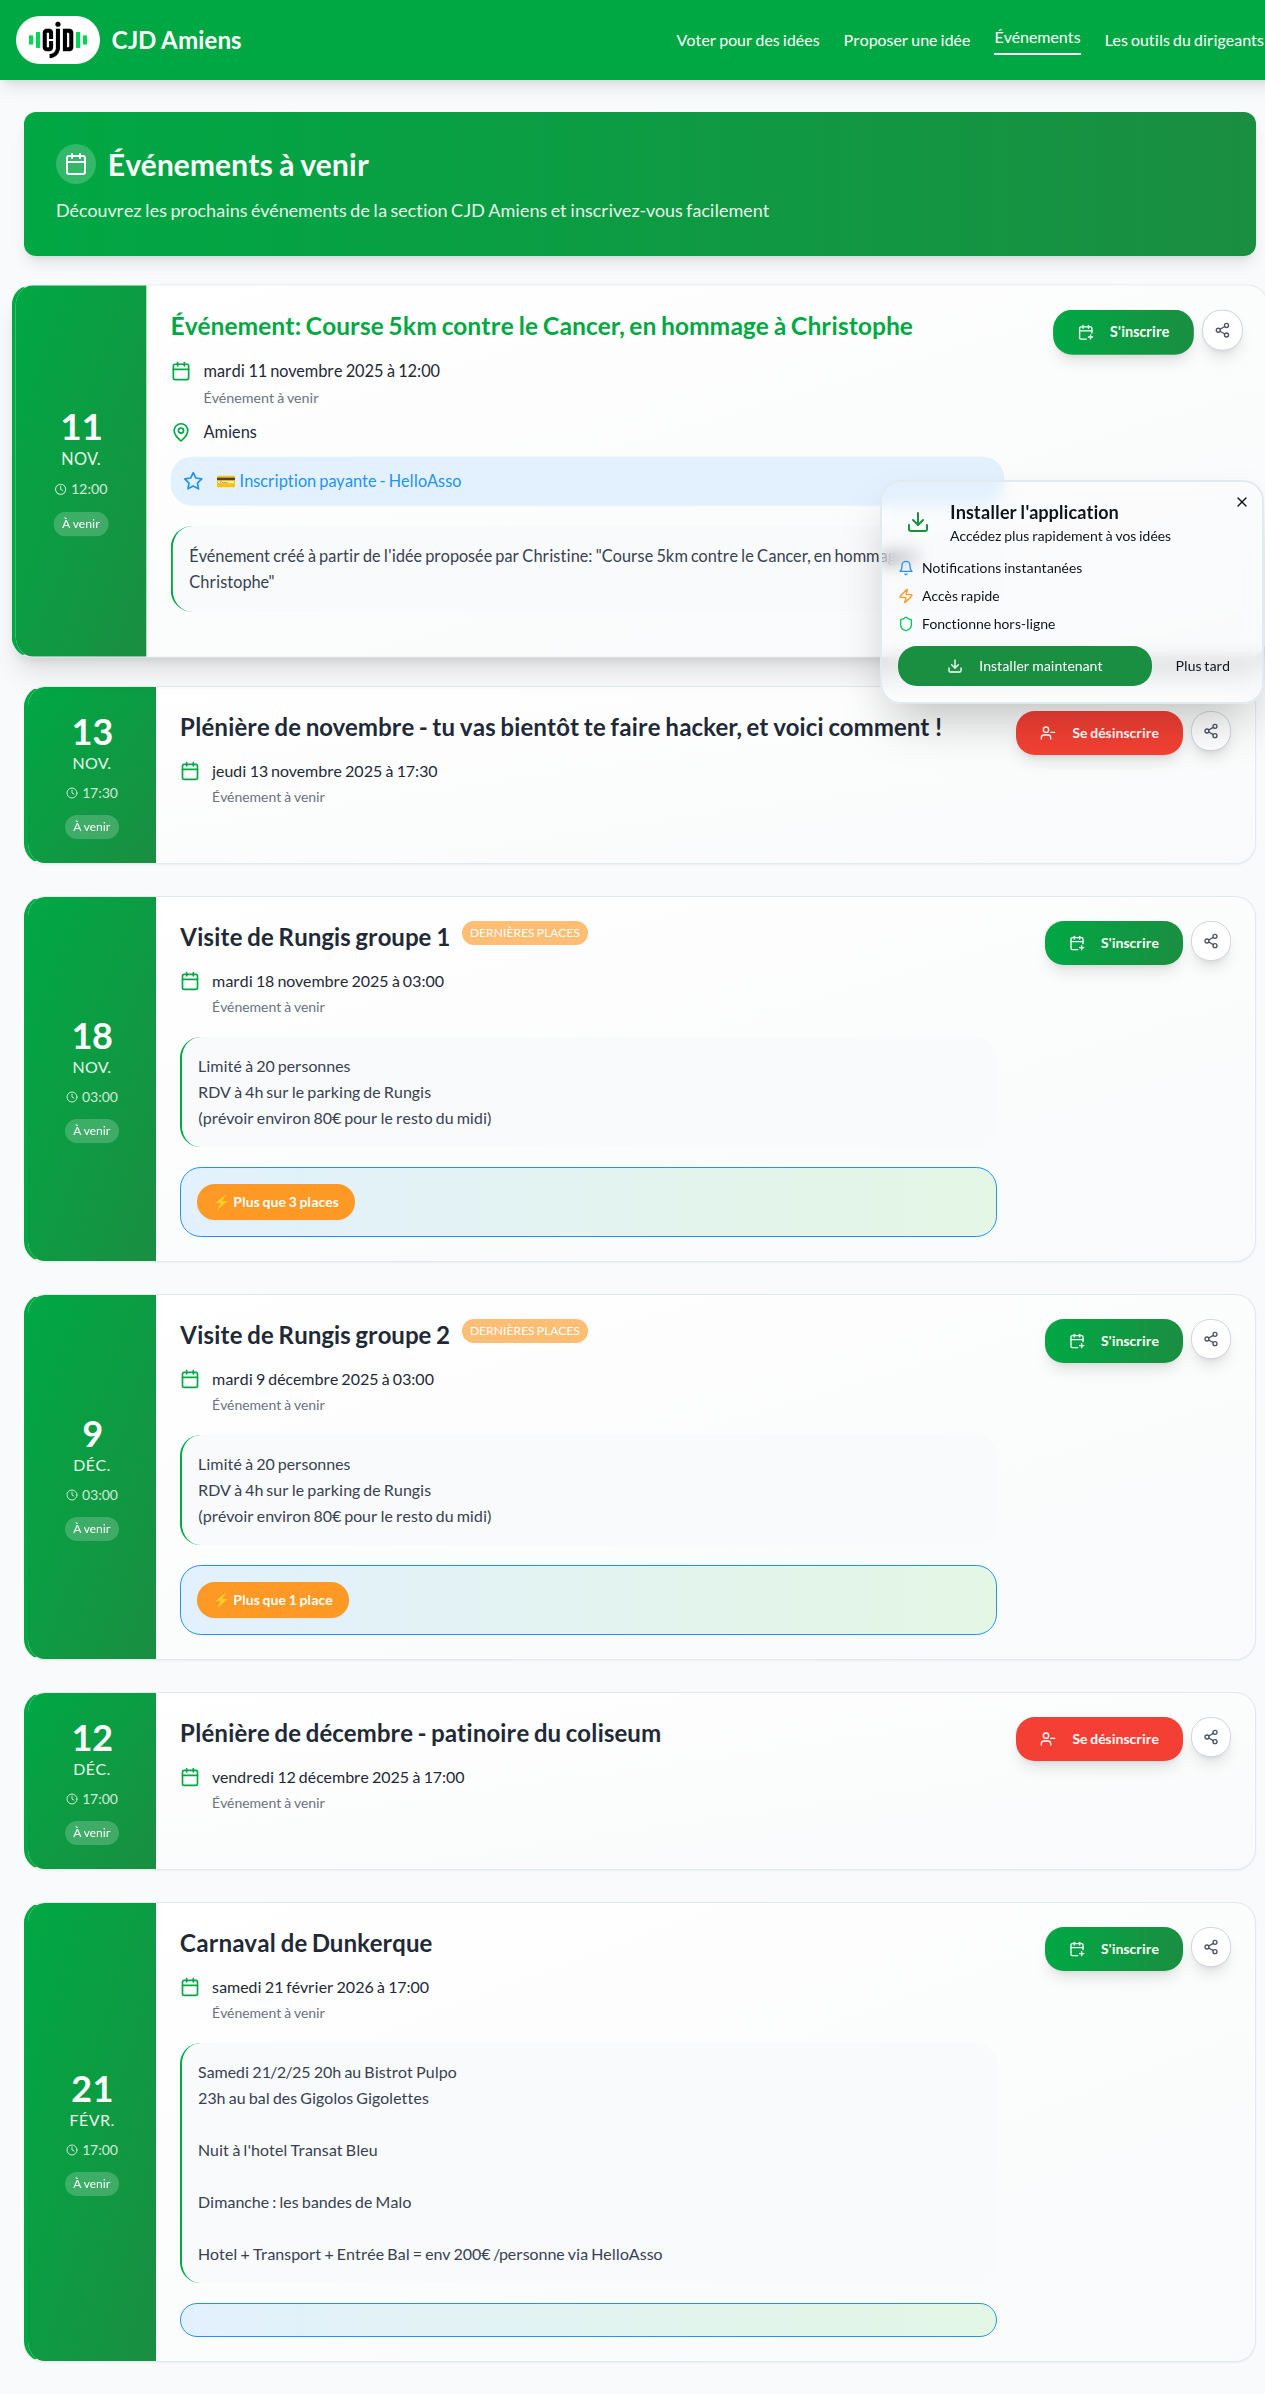 cjd
CJD Amiens
Voter pour des idées
Proposer une idée
Événements
Les outils du dirigeants
Événements à venir
Découvrez les prochains événements de la section CJD Amiens et inscrivez-vous facilement
11
NOV.
12:00
À venir
Événement: Course 5km contre le Cancer, en hommage à Christophe
S'inscrire
mardi 11 novembre 2025 à 12:00
Événement à venir
Amiens
💳 Inscription payante - HelloAsso
Événement créé à partir de l'idée proposée par Christine: "Course 5km contre le Cancer, en
Christophe"
Installer l'application
Accédez plus rapidement à vos idées
Notifications instantanées
Accès rapide
Fonctionne hors-ligne
Installer maintenant
Plus tard
13
NOV.
17:30
À venir
Plénière de novembre - tu vas bientôt te faire hacker, et voici comment !
Se désinscrire
jeudi 13 novembre 2025 à 17:30
Événement à venir
18
NOV.
03:00
À venir
Visite de Rungis groupe 1
DERNIÈRES PLACES
S'inscrire
mardi 18 novembre 2025 à 03:00
Événement à venir
Limité à 20 personnes
RDV à 4h sur le parking de Rungis
(prévoir environ 80€ pour le resto du midi)
⚡ Plus que 3 places
9
DÉC.
03:00
À venir
Visite de Rungis groupe 2
DERNIÈRES PLACES
S'inscrire
mardi 9 décembre 2025 à 03:00
Événement à venir
Limité à 20 personnes
RDV à 4h sur le parking de Rungis
(prévoir environ 80€ pour le resto du midi)
⚡ Plus que 1 place
12
DÉC.
17:00
À venir
Plénière de décembre - patinoire du coliseum
Se désinscrire
vendredi 12 décembre 2025 à 17:00
Événement à venir
21
FÉVR.
17:00
À venir
Carnaval de Dunkerque
S'inscrire
samedi 21 février 2026 à 17:00
Événement à venir
Samedi 21/2/25 20h au Bistrot Pulpo
23h au bal des Gigolos Gigolettes
Nuit à l'hotel Transat Bleu
Dimanche : les bandes de Malo
Hotel + Transport + Entrée Bal = env 200€ /personne via HelloAsso